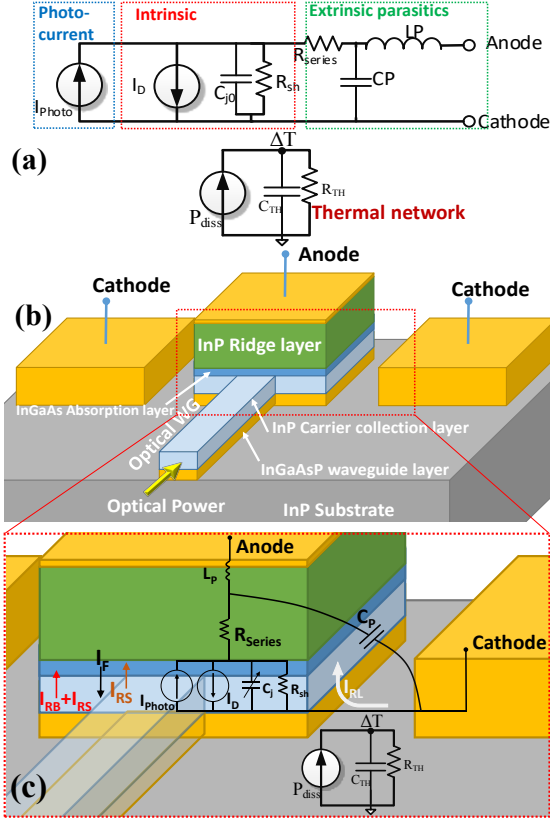 Photo-
current
Intrinsic
Extrinsic parasitics
LP
Anode
R_series
I_Photo
I_D
C_j0
R_sh
CP
Cathode
(a)
ΔT
P_diss
C_TH
R_TH
Thermal network
Anode
(b)
Cathode
Cathode
InP Ridge layer
InGaAs Absorption layer
Optical WG
InP Carrier collection layer
InGaAsP waveguide layer
Optical Power
InP Substrate
Anode
L_P
C_P
R_Series
Cathode
I_F
I_RB+I_RS
I_RS
I_Photo
I_D
C_j
R_sh
I_RL
ΔT
P_diss
C_TH
R_TH
(c)